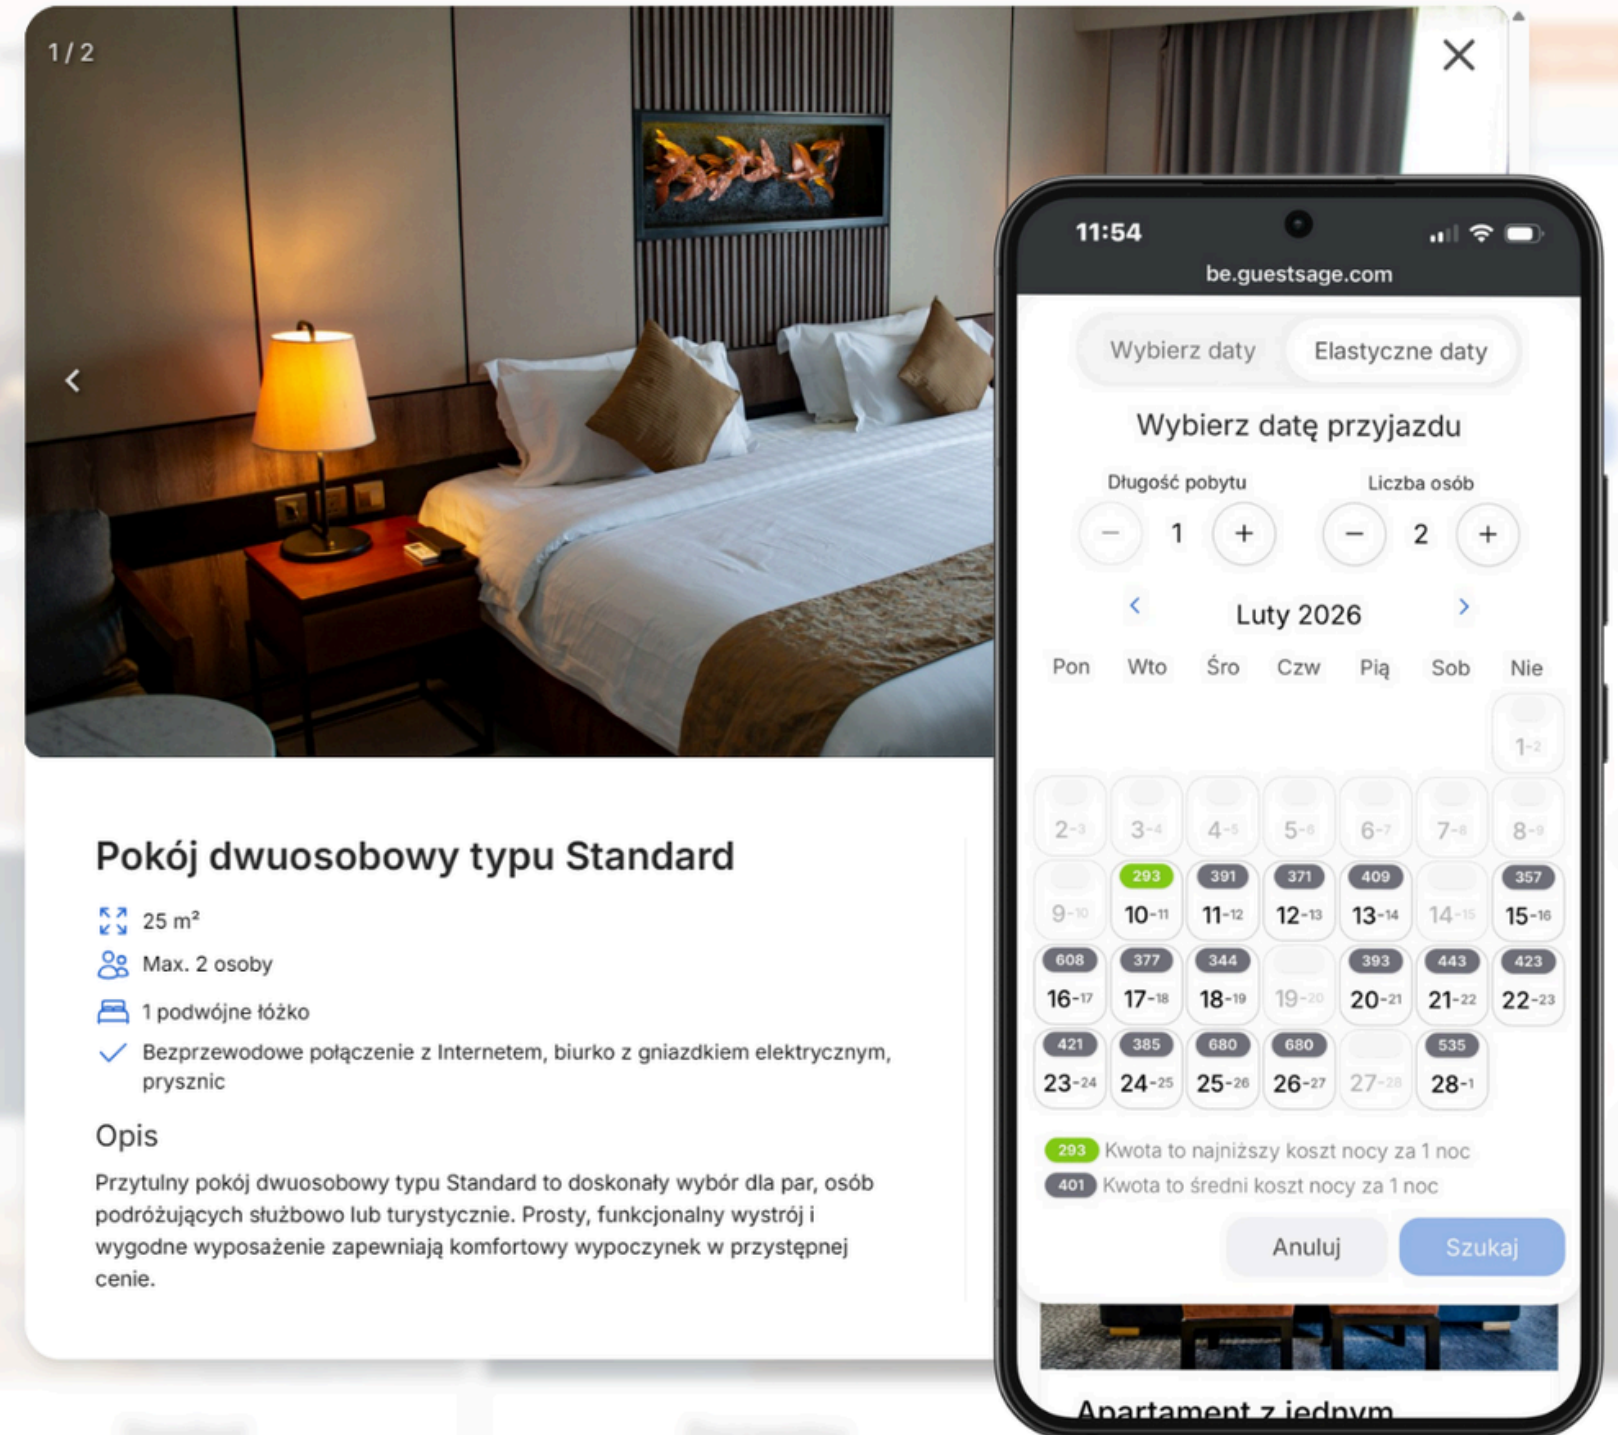 1 / 2
Pokój dwuosobowy typu Standard
25 m²
Max. 2 osoby
1 podwójne łóżko
Bezprzewodowe połączenie z Internetem, biurko z gniazdkiem elektrycznym,
prysznic
Opis
Przytulny pokój dwuosobowy typu Standard to doskonały wybór dla par, osób
podróżujących służbowo lub turystycznie. Prosty, funkcjonalny wystrój i
wygodne wyposażenie zapewniają komfortowy wypoczynek w przystępnej
cenie.
11:54
be.guestsage.com
Wybierz daty Elastyczne daty
Wybierz datę przyjazdu
Długość pobytu Liczba osób
− 1 + − 2 +
Luty 2026
Pon Wto Śro Czw Pią Sob Nie
1-2
2-3 3-4 4-5 5-6 6-7 7-8 8-9
293 391 371 409 357
9-10 10-11 11-12 12-13 13-14 14-15 15-16
608 377 344 393 443 423
16-17 17-18 18-19 19-20 20-21 21-22 22-23
421 385 680 680 535
23-24 24-25 25-26 26-27 27-28 28-1
293 Kwota to najniższy koszt nocy za 1 noc
401 Kwota to średni koszt nocy za 1 noc
Anuluj Szukaj
Apartament z jednym